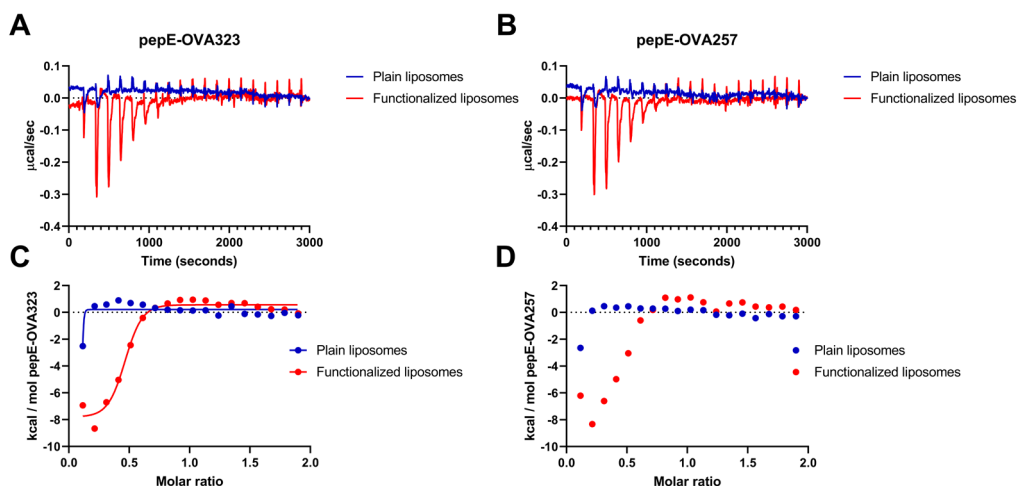 A
pepE-OVA323
0.1
0.0
-0.1
-0.2
-0.3
-0.4
μcal/sec
0
1000
2000
3000
Time (seconds)
Plain liposomes
Functionalized liposomes
B
pepE-OVA257
0.1
0.0
-0.1
-0.2
-0.3
-0.4
μcal/sec
0
1000
2000
3000
Time (seconds)
Plain liposomes
Functionalized liposomes
C
2
0
-2
-4
-6
-8
-10
kcal / mol pepE-OVA323
0.0
0.5
1.0
1.5
2.0
Molar ratio
Plain liposomes
Functionalized liposomes
D
2
0
-2
-4
-6
-8
-10
kcal / mol pepE-OVA257
0.0
0.5
1.0
1.5
2.0
Molar ratio
Plain liposomes
Functionalized liposomes